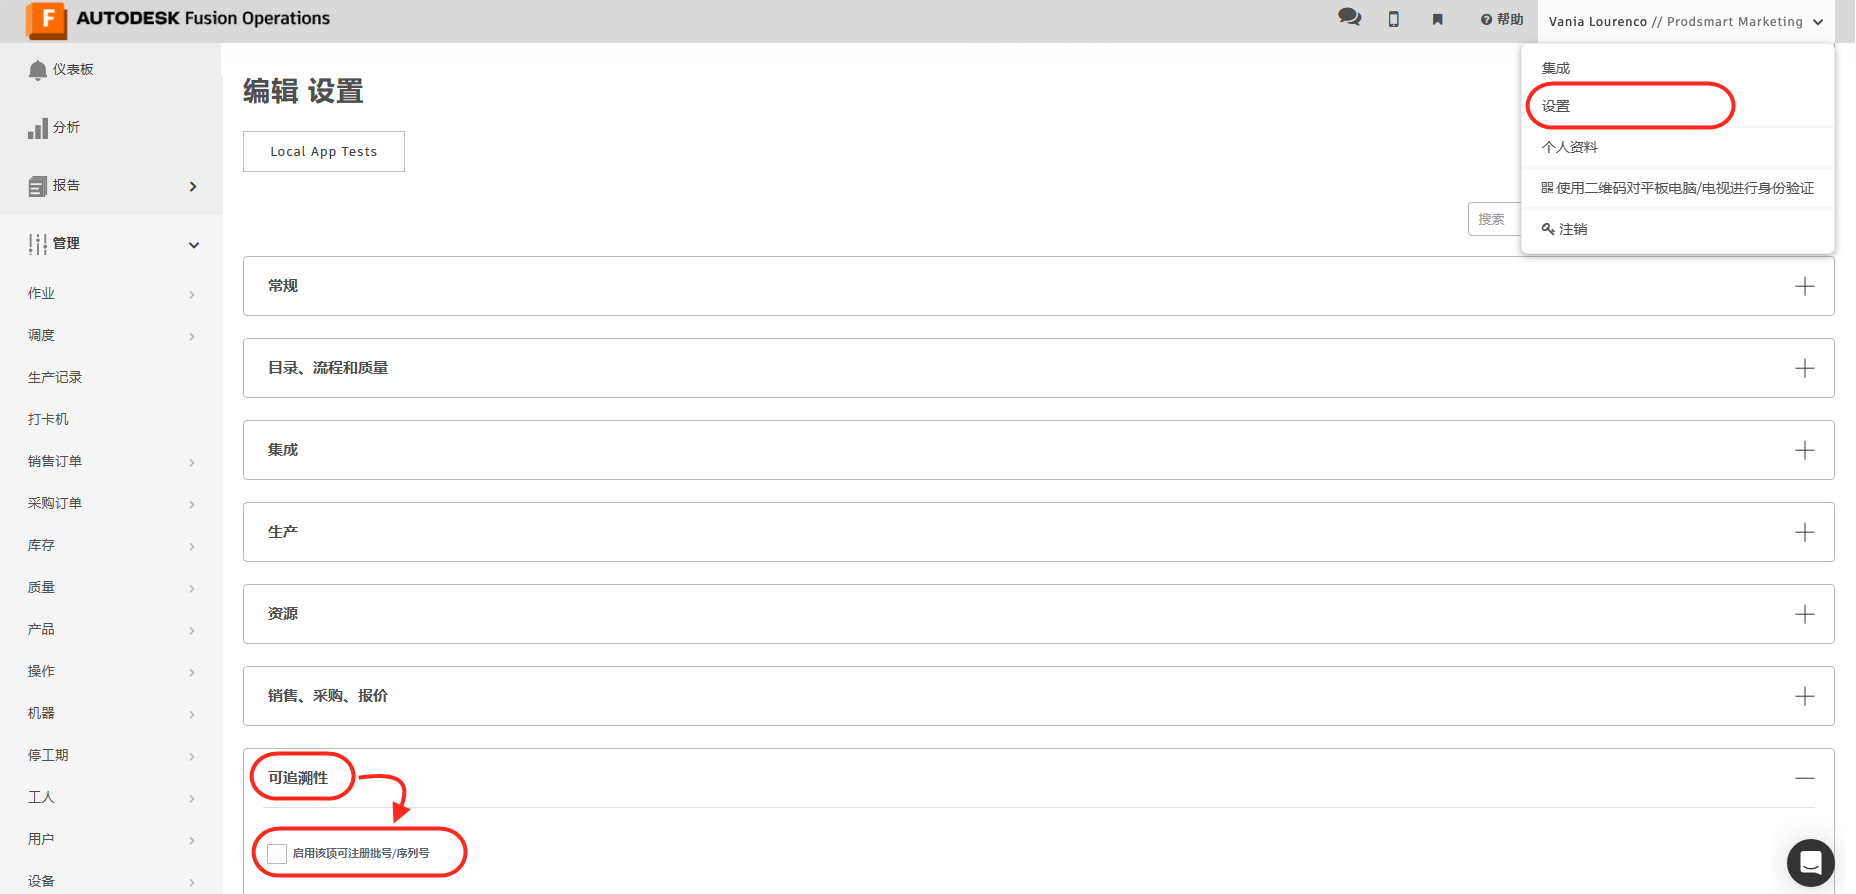 AUTODESK Fusion Operations
帮助
Vania Lourenco // Prodsmart Marketing
集成
设置
个人资料
使用二维码对平板电脑/电视进行身份验证
注销
仪表板
分析
报告
管理
作业
调度
生产记录
打卡机
销售订单
采购订单
库存
质量
产品
操作
机器
停工期
工人
用户
设备
编辑 设置
Local App Tests
搜索
常规
目录、流程和质量
集成
生产
资源
销售、采购、报价
可追溯性
启用该项可注册批号/序列号